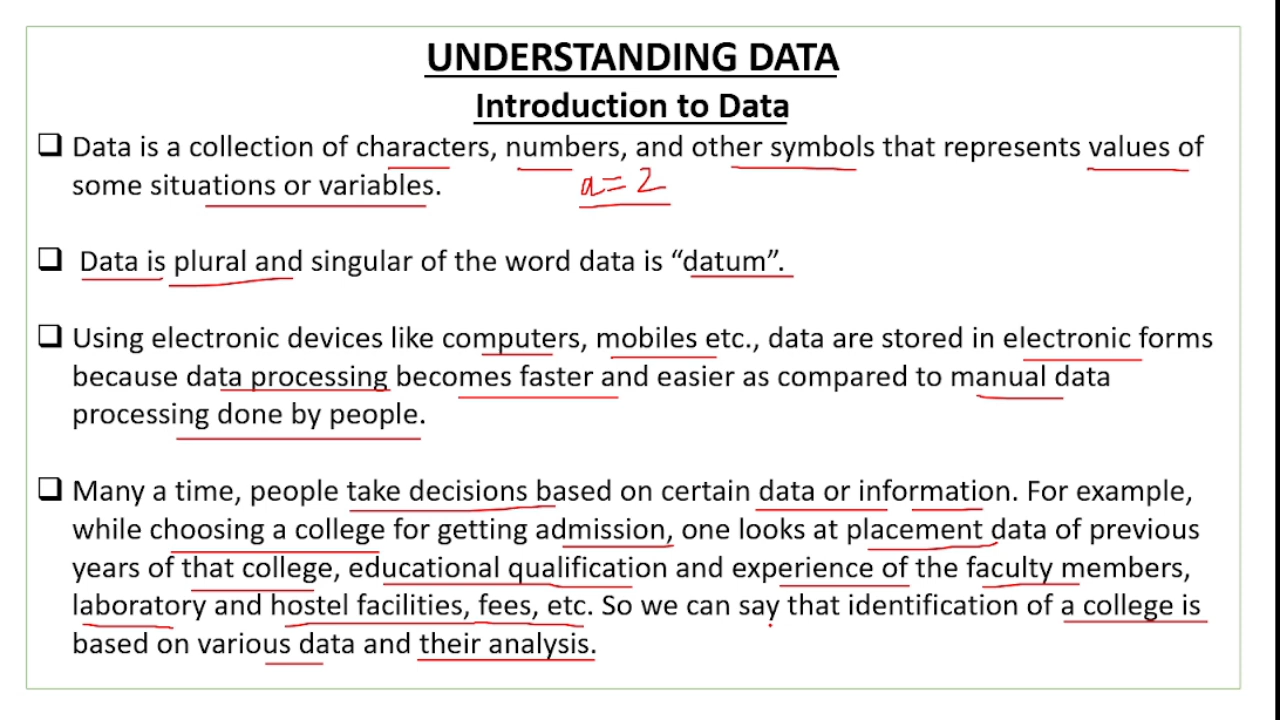 UNDERSTANDING DATA
Introduction to Data
❑ Data is a collection of characters, numbers, and other symbols that represents values of
some situations or variables.
a=2
❑ Data is plural and singular of the word data is “datum”.
❑ Using electronic devices like computers, mobiles etc., data are stored in electronic forms
because data processing becomes faster and easier as compared to manual data
processing done by people.
❑ Many a time, people take decisions based on certain data or information. For example,
while choosing a college for getting admission, one looks at placement data of previous
years of that college, educational qualification and experience of the faculty members,
laboratory and hostel facilities, fees, etc. So we can say that identification of a college is
based on various data and their analysis.